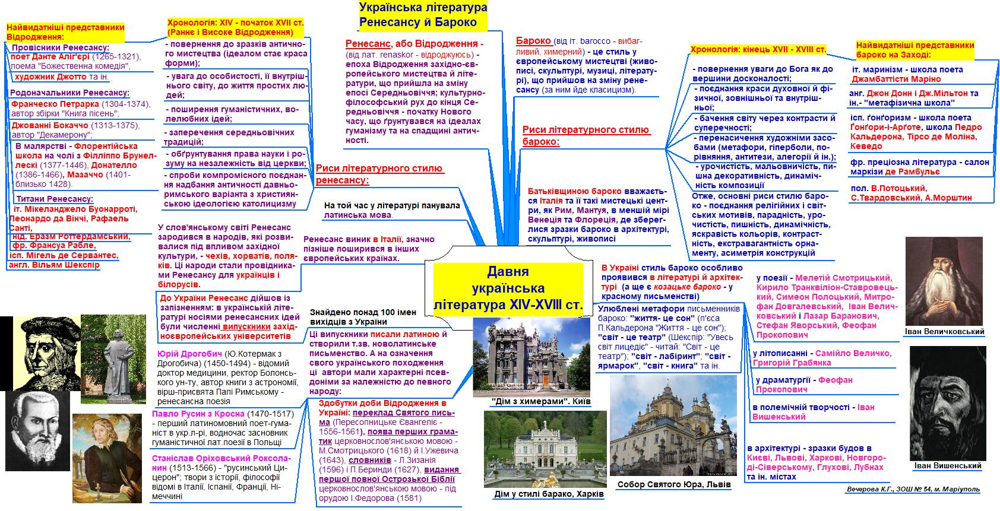 Українська література
Ренесансу й Бароко
Найвидатніші представники
Відродження:
Провісники Ренесансу:
поет Данте Аліг'єрі (1265-1321),
поема "Божественна комедія",
художник Джотто та ін.
Родоначальники Ренесансу:
Франческо Петрарка (1304-1374),
автор збірки "Книга пісень";
Джованні Бокаччо (1313-1375),
автор "Декамерону";
В малярстві - Флорентійська
школа на чолі з Філліппо Брунел-
лескі (1377-1446), Донателло
(1386-1466), Мазаччо (1401-
близько 1428).
Титани Ренесансу:
іт. Мікеланджело Буонарроті,
Леонардо да Вінчі, Рафаель
Санті,
нід. Еразм Роттердамський,
фр. Франсуа Рабле,
ісп. Мігель де Сервантес,
англ. Вільям Шекспір
Хронологія: XIV - початок XVII ст.
(Раннє і Високе Відродження)
- повернення до зразків антично-
го мистецтва (ідеалом стає краса
форми);
- увага до особистості, її внутріш-
нього світу, до життя простих лю-
дей;
- поширення гуманістичних, во-
лелюбних ідей;
- заперечення середньовічних
традицій;
- обґрунтування права науки і ро-
зуму на незалежність від церкви;
- спроби компромісного поєднан-
ня надбання античності давньо-
римського варіанта з християн-
ською ідеологією католицизму
Ренесанс, або Відродження -
(від лат. renaskor - відроджуюсь) -
епоха Відродження західно-єв-
ропейського мистецтва й літе-
ратури, що прийшла на зміну
епосі Середньовіччя; культурно-
філософський рух до кінця Се-
редньовіччя - початку Нового
часу, що ґрунтувався на ідеалах
гуманізму та на спадщині антич-
ності.
Риси літературного стилю
ренесансу:
На той час у літературі панувала
латинська мова.
Ренесанс виник в Італії, значно
пізніше поширився в інших
європейських країнах.
У слов'янському світі Ренесанс
зародився в народів, які розви-
валися під впливом західної
культури, - чехів, хорватів, поля-
ків. Ці народи стали провідника-
ми Ренесансу для українців і
білорусів.
До України Ренесанс дійшов із
запізненням: в українській літе-
ратурі носіями ренесансних ідей
були численні випускники захід-
ноєвропейських університетів
Знайдено понад 100 імен
вихідців з України
Ці випускники писали латиною й
створили т.зв. новолатинське
письменство. А на означення
свого українського походження
ці автори мали характерні псев-
доніми за належністю до певного
народу:
Юрій Дрогобич (Ю.Котермак з
Дрогобича) (1450-1494) - відомий
доктор медицини, ректор Болонсь-
кого ун-ту, автор книги з астрономії,
вірш-присвята Папі Римському -
ренесансна поезія
Павло Русин з Кросна (1470-1517)
- перший латиномовний поет-гума-
ніст в укр.л-рі, водночас засновник
гуманістичної лат.поезії в Польщі
Станіслав Оріховський Роксола-
нин (1513-1566) - "русинський Ци-
церон"; твори з історії, філософії
відомі в Італії, Іспанії, Франції, Ні-
меччині
Здобутки доби Відродження в
Україні: переклад Святого пись-
ма (Пересопницьке Євангеліє -
1556-1561), поява перших грама-
тик церковнослов'янською мовою -
М.Смотрицького (1618) й І.Ужевича
(1643), словників - Л.Зизанія
(1596) і П.Беринди (1627), видання
першої повної Острозької Біблії
церковнослов'янською мовою - під
орудою І.Федорова (1581)
Давня
українська
література XIV-XVIII ст.
Бароко (від іт. barocco - вибаг-
ливий, химерний) - це стиль у
європейському мистецтві (живо-
писі, скульптурі, музиці, літерату-
рі), що прийшов на зміну рене-
сансу (за ним йде класицизм).
Риси літературного стилю
бароко:
Батьківщиною бароко вважаєть-
ся Італія та її такі мистецькі цент-
ри, як Рим, Мантуя, в меншій мірі
Венеція та Флореція, де зберег-
лися зразки бароко в архітектурі,
скульптурі, живописі
Хронологія: кінець XVII - XVIII ст.
- повернення уваги до Бога як до
вершини досконалості;
- поєднання краси духовної й фі-
зичної, зовнішньої та внутріш-
ньої;
- бачення світу через контрасти й
суперечності;
- перенасичення художніми засо-
бами (метафори, гіперболи, по-
рівняння, антитези, алегорії й ін.);
- урочистість, мальовничість, пи-
шна декоративність, динаміч-
ність композиції
Отже, основні риси стилю баро-
ко - поєднання релігійних і світ-
ських мотивів, парадність, уро-
чистість, пишність, динамічність,
яскравість кольорів, контраст-
ність, екстравагантність орна-
менту, асиметрія конструкцій
Найвидатніші представники
бароко на Заході:
іт. маринізм - школа поета
Джамбаттісти Маріно
анг. Джон Донн і Дж.Мільтон та
ін.- "метафізична школа"
ісп. ґонґоризм - школа поета
Ґонґори-і-Арґоте, школа Педро
Кальдерона, Тірсо де Моліна,
Кеведо
фр. преціозна література - салон
маркізи де Рамбульє
пол. В.Потоцький,
С.Твардовський, А.Морштин
В Україні стиль бароко особливо
проявився в літературі й архітек-
турі (а ще є козацьке бароко - у
красному письменстві)
Улюблені метафори письменників
бароко: "життя- це сон" (п'єса
П.Кальдерона "Життя - це сон");
"світ - це театр" (Шекспір: "Увесь
світ лицедіє" - читай: "Світ - це
театр"); "світ - лабіринт"; "світ -
ярмарок", "світ - книга" та ін.
у поезії - Мелетій Смотрицький,
Кирило Транквіліон-Ставровець-
кий, Симеон Полоцький, Митро-
фан Довгалевський, Іван Велич-
ковський і Лазар Баранович,
Стефан Яворський, Феофан
Прокопович
у літописанні - Самійло Величко,
Григорій Грабянка
у драматургії - Феофан
Прокопович
в полемічній творчості - Іван
Вишенський
в архітектурі - зразки будов в
Києві, Львові, Харкові, Новгоро-
ді-Сіверському, Глухові, Лубнах
та ін. містах
"Дім з химерами". Київ
Дім у стилі барако, Харків
Собор Святого Юра, Львів
Іван Величковський
Іван Вишенський
Вечерова К.Г., ЗОШ № 54, м. Маріуполь